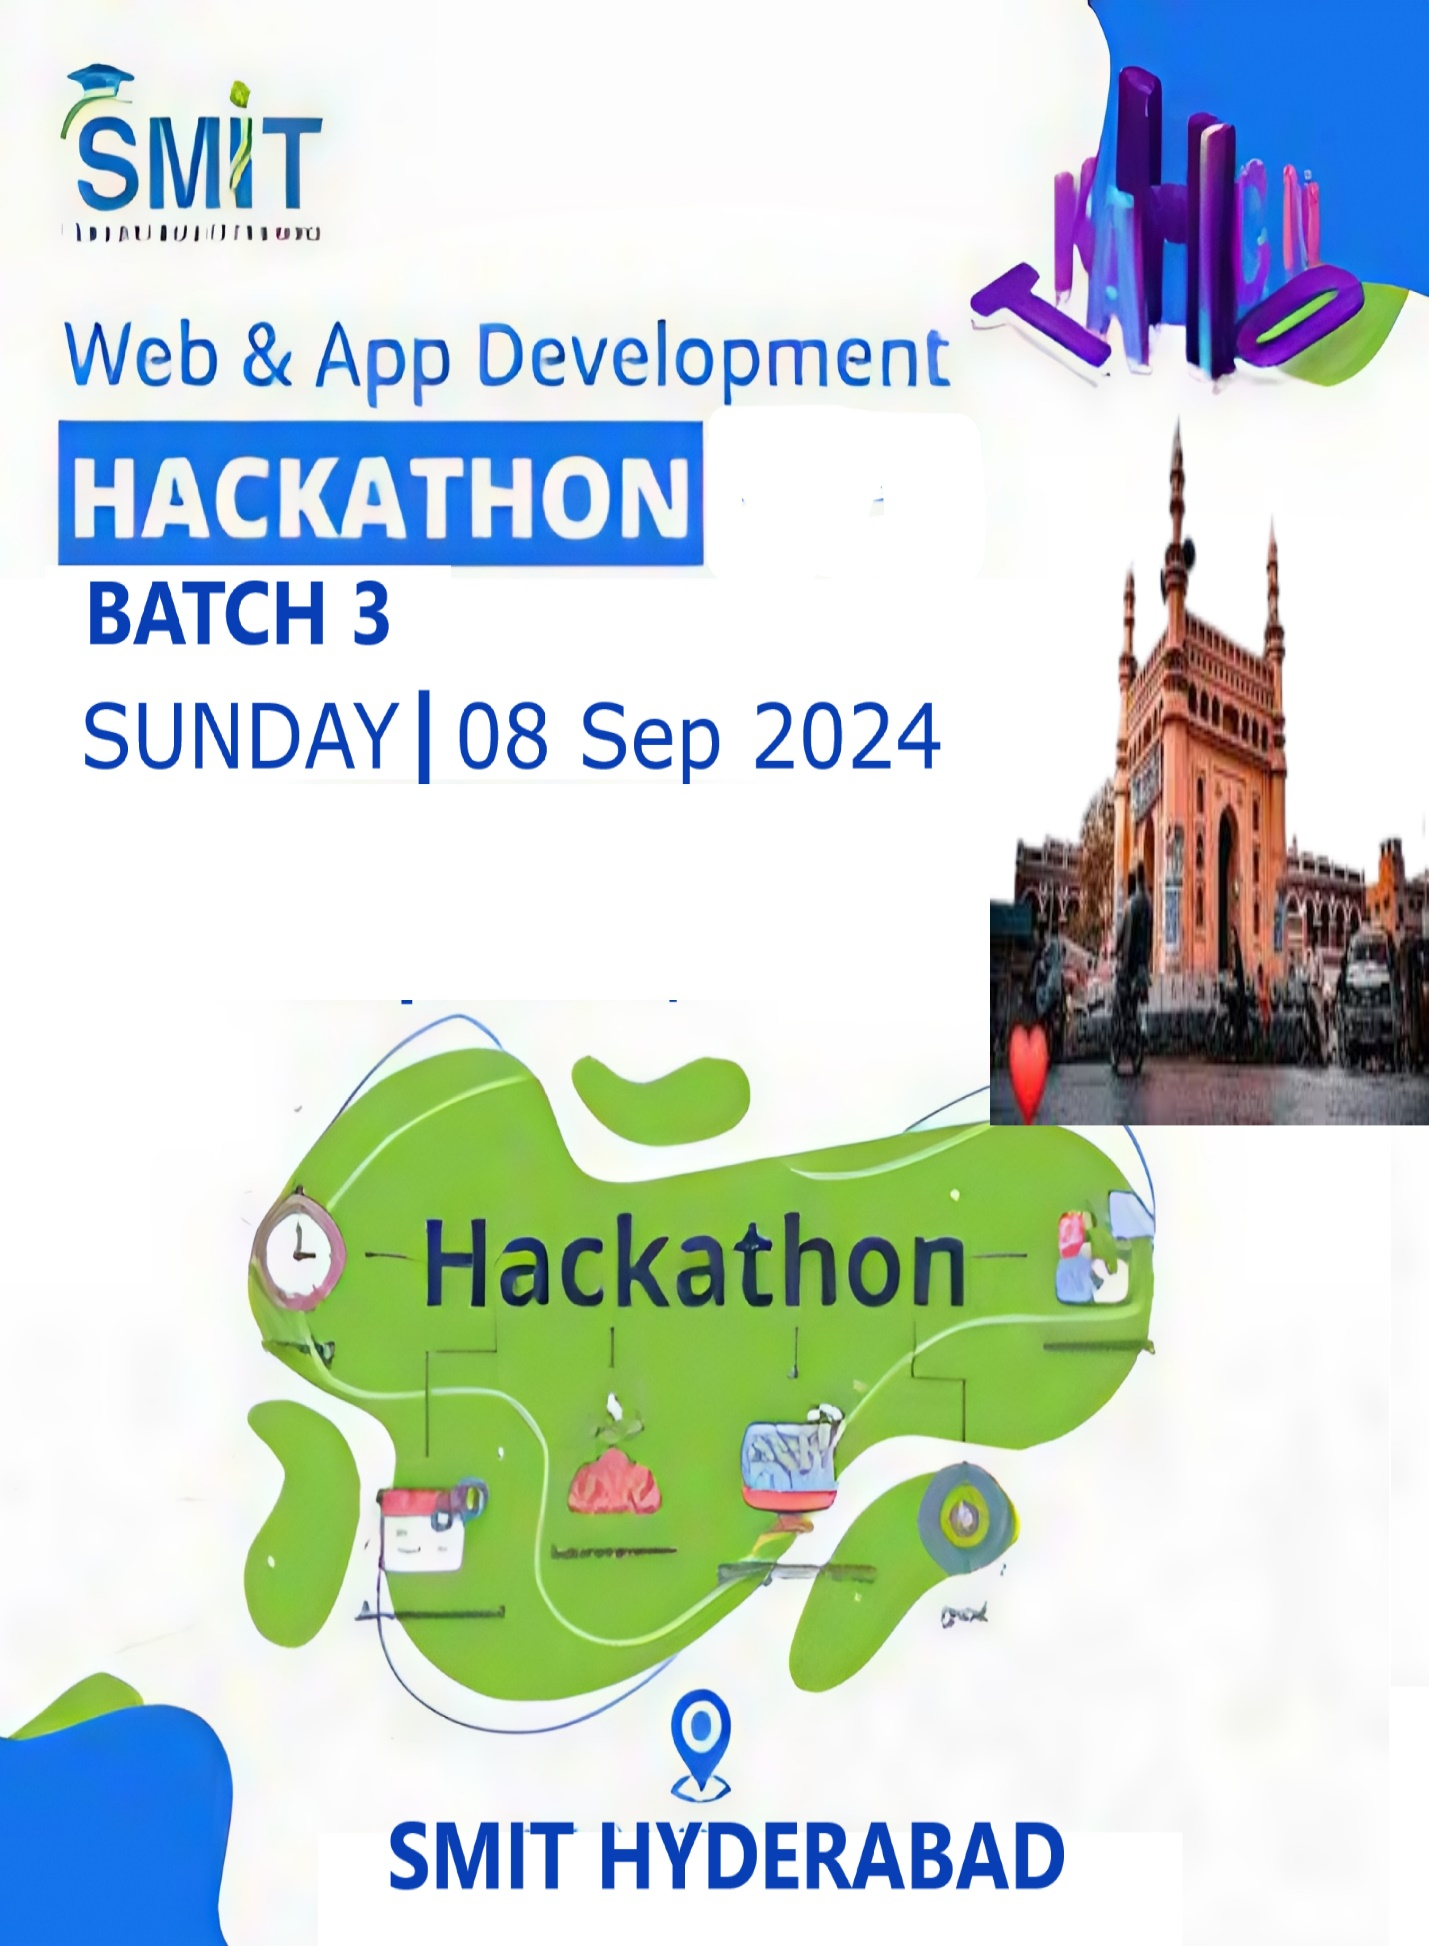 SMIT
Web & App Development
HACKATHON
BATCH 3
SUNDAY | 08 Sep 2024
Hackathon
SMIT HYDERABAD